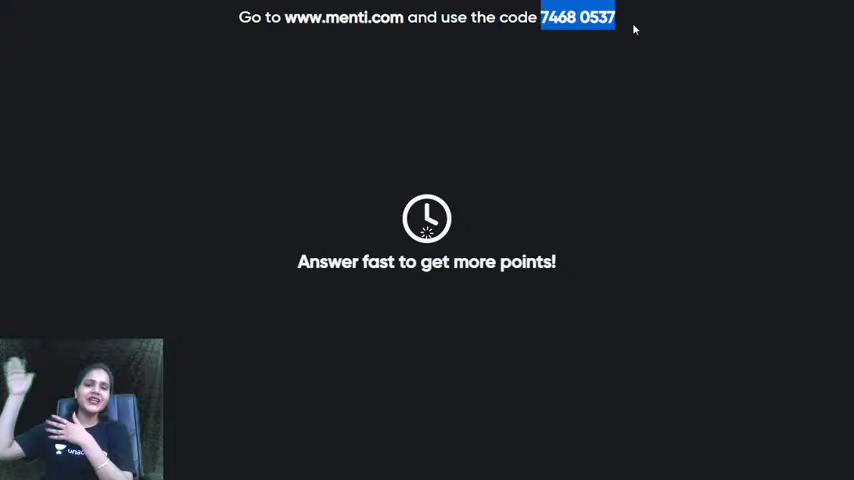 Go to www.menti.com and use the code 7468 0537
Answer fast to get more points!